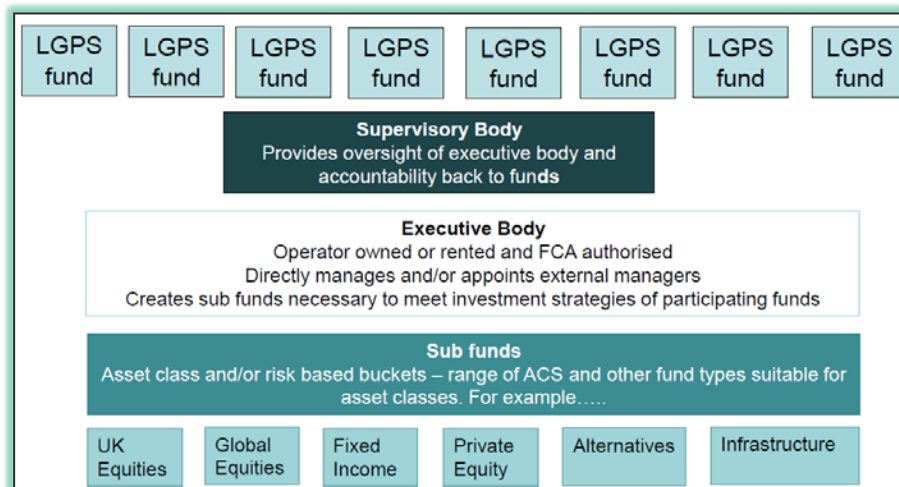 LGPS LGPS LGPS LGPS LGPS LGPS LGPS LGPS
fund fund fund fund fund fund fund fund
Supervisory Body
Provides oversight of executive body and
accountability back to funds
Executive Body
Operator owned or rented and FCA authorised
Directly manages and/or appoints external managers
Creates sub funds necessary to meet investment strategies of participating funds
Sub funds
Asset class and/or risk based buckets – range of ACS and other fund types suitable for
asset classes. For example…..
UK
Equities
Global
Equities
Fixed
Income
Private
Equity
Alternatives
Infrastructure